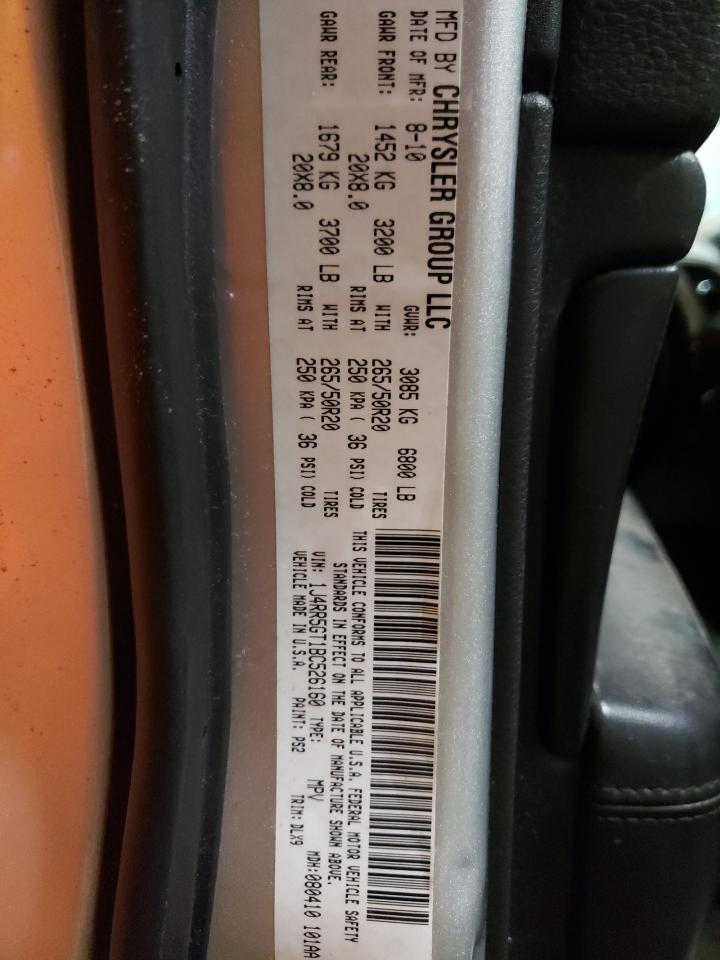 MFD BY CHRYSLER GROUP LLC
DATE OF MFR: 8-10 GVWR: 3085 KG 6800 LB
GAWR FRONT: 1452 KG 3200 LB WITH 265/50R20 TIRES
20X8.0 RIMS AT 250 KPA ( 36 PSI) COLD
GAWR REAR: 1679 KG 3700 LB WITH 265/50R20 TIRES
20X8.0 RIMS AT 250 KPA ( 36 PSI) COLD
THIS VEHICLE CONFORMS TO ALL APPLICABLE U.S.A. FEDERAL MOTOR VEHICLE SAFETY
STANDARDS IN EFFECT ON THE DATE OF MANUFACTURE SHOWN ABOVE.
VIN: 1J4RR5GT1BC526160 TYPE: MPV MDH:080410 101AA
VEHICLE MADE IN U.S.A. PAINT: PS2 TRIM: DLX9